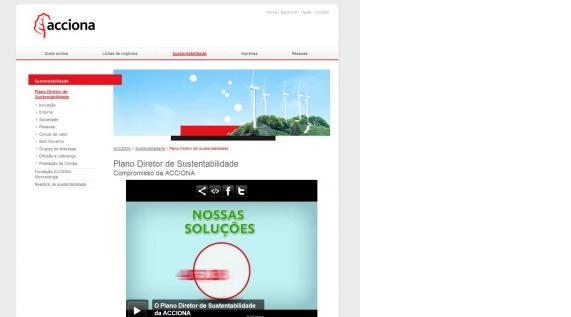 Home | Espanhol | Inglês | Contato
acciona
Quem somos
Linhas de negócios
Sustentabilidade
Imprensa
Pessoas
Sustentabilidade
Plano Diretor de
Sustentabilidade
Inovação
Entorno
Sociedade
Pessoas
Círculo de valor
Bom Governo
Grupos de interesse
Difusão e Liderança
Prestação de Contas
Fundação ACCIONA
Microenergia
Relatório de sustentabilidade
ACCIONA > Sustentabilidade > Plano Diretor de Sustentabilidade
Plano Diretor de Sustentabilidade
Compromisso da ACCIONA
NOSSAS
SOLUÇÕES
O Plano Diretor de Sustentabilidade
da ACCIONA